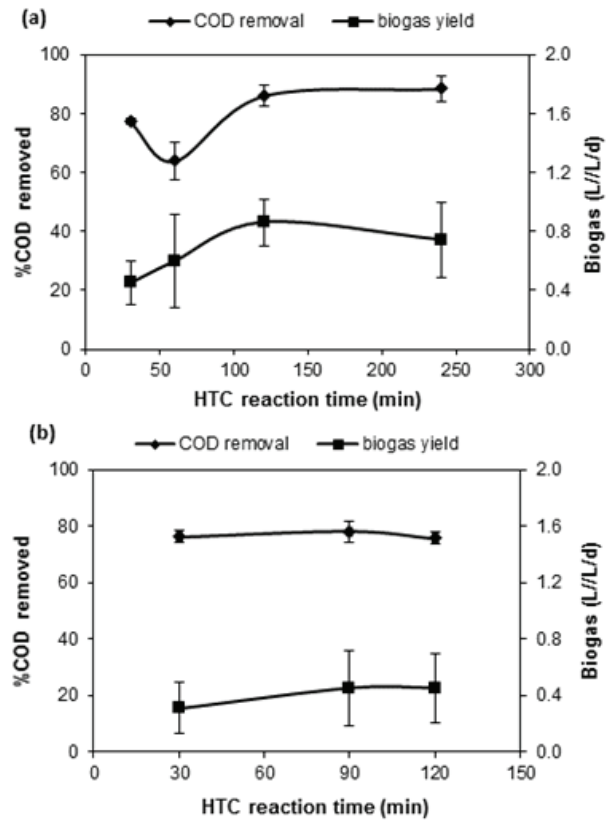 (a)
COD removal biogas yield
100 2.0
80 1.6
60 1.2
40 0.8
20 0.4
0 0.0
%COD removed
Biogas (L//L/d)
0 50 100 150 200 250 300
HTC reaction time (min)
(b)
COD removal biogas yield
100 2.0
80 1.6
60 1.2
40 0.8
20 0.4
0 0.0
%COD removed
Biogas (L//L/d)
0 30 60 90 120 150
HTC reaction time (min)